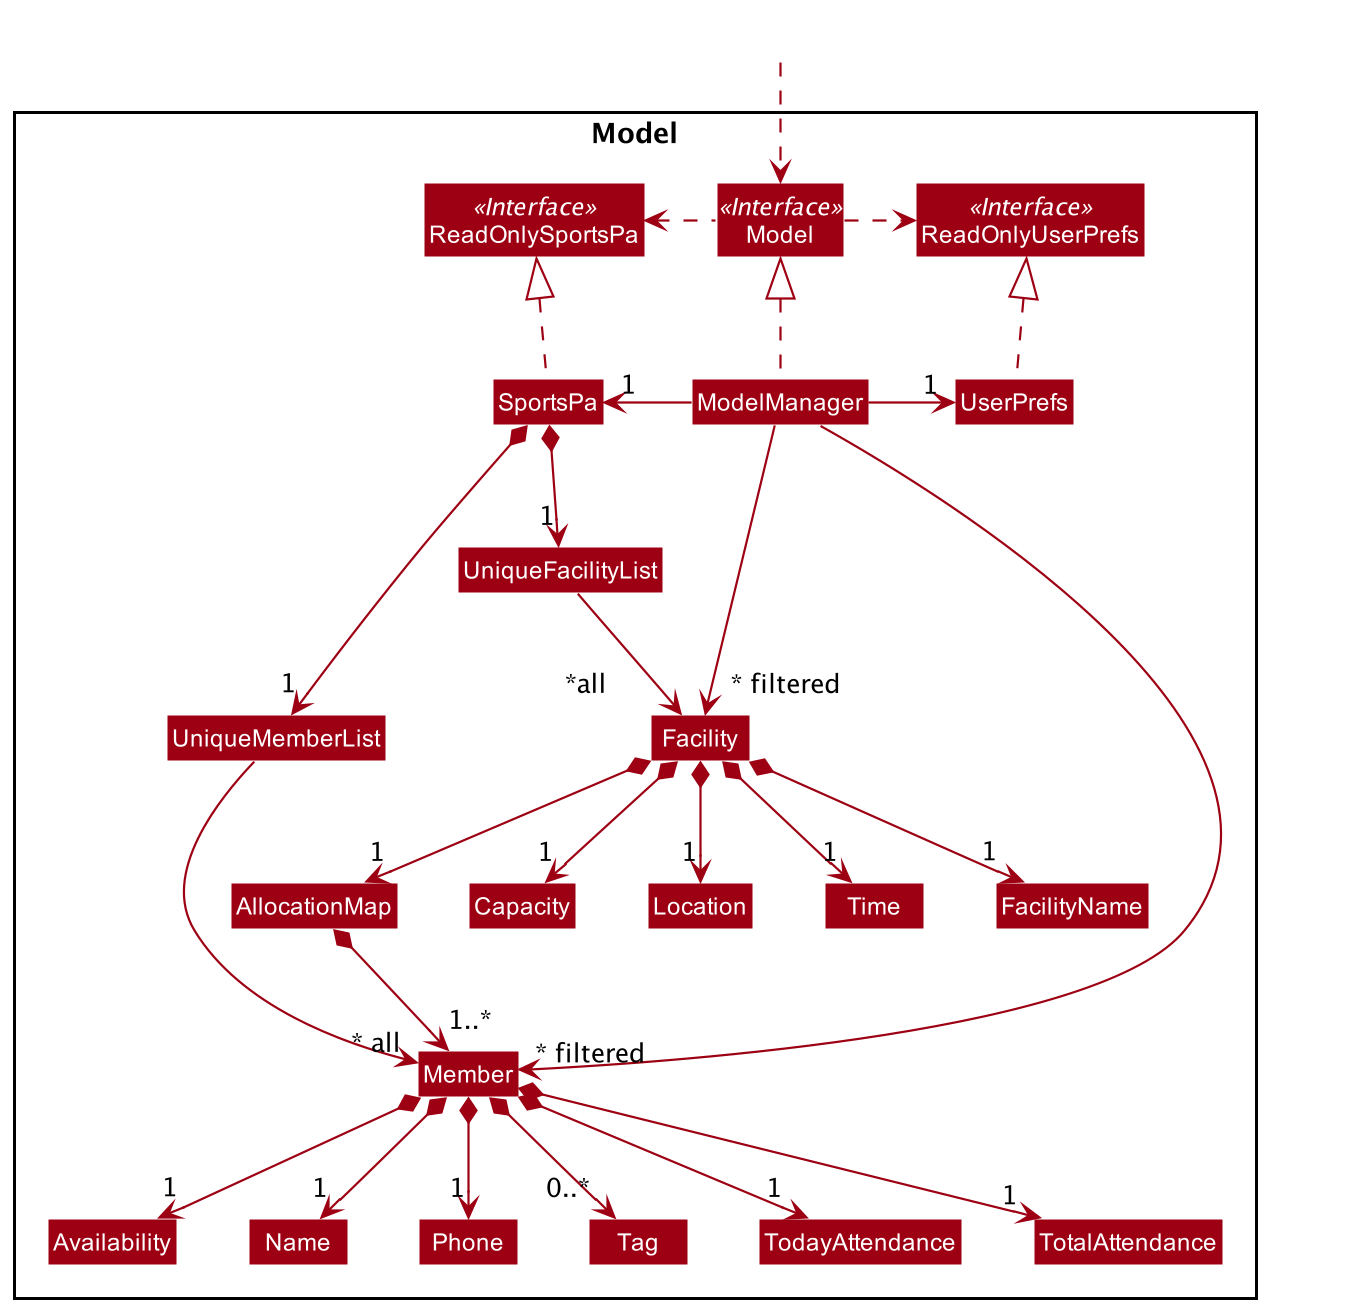 Model
«Interface»
ReadOnlySportsPa
«Interface»
Model
«Interface»
ReadOnlyUserPrefs
SportsPa
1
ModelManager
1
UserPrefs
1
UniqueFacilityList
1
*all
* filtered
UniqueMemberList
Facility
1
1
1
1
1
AllocationMap
Capacity
Location
Time
FacilityName
1..*
* all
* filtered
Member
1
1
1
0..*
1
1
Availability
Name
Phone
Tag
TodayAttendance
TotalAttendance